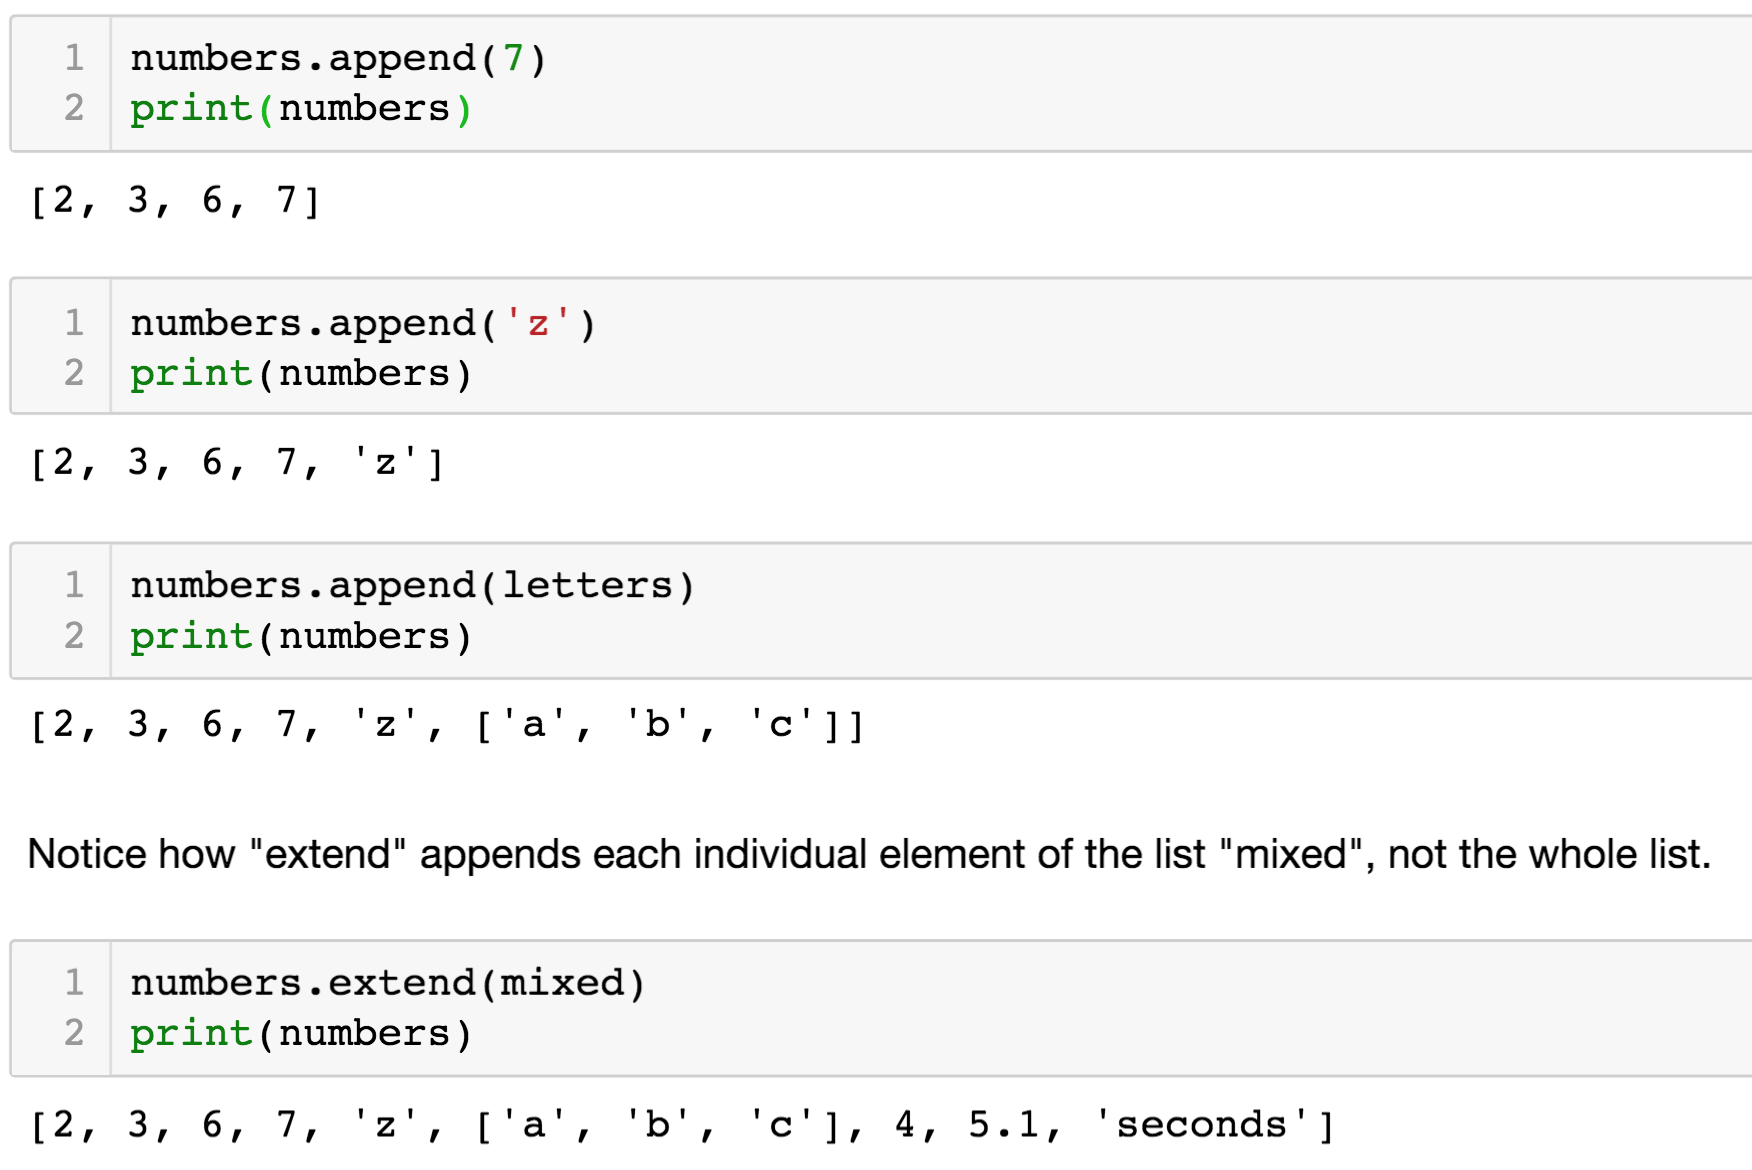 1 numbers.append(7)
2 print(numbers)
[2, 3, 6, 7]
1 numbers.append('z')
2 print(numbers)
[2, 3, 6, 7, 'z']
1 numbers.append(letters)
2 print(numbers)
[2, 3, 6, 7, 'z', ['a', 'b', 'c']]
Notice how "extend" appends each individual element of the list "mixed", not the whole list.
1 numbers.extend(mixed)
2 print(numbers)
[2, 3, 6, 7, 'z', ['a', 'b', 'c'], 4, 5.1, 'seconds']